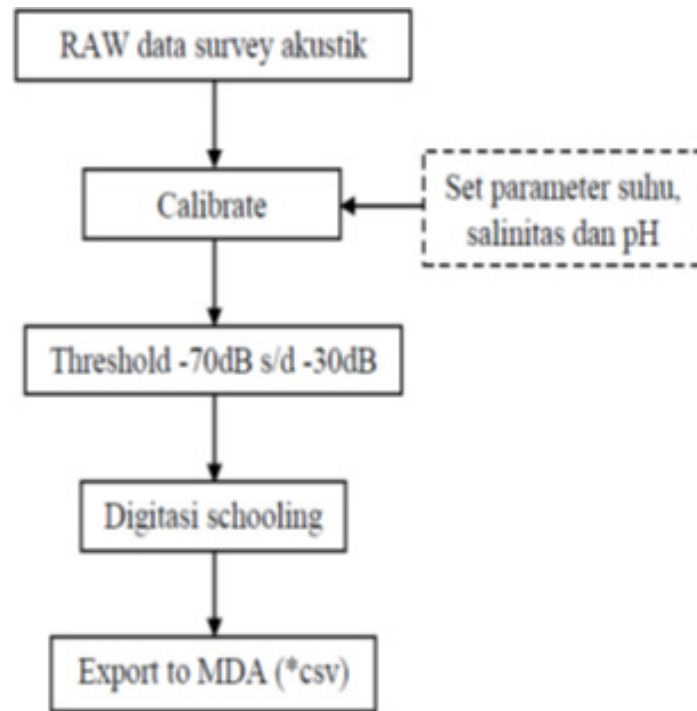 RAW data survey akustik
Calibrate
Set parameter suhu,
salinitas dan pH
Threshold -70dB s/d -30dB
Digitasi schooling
Export to MDA (*csv)